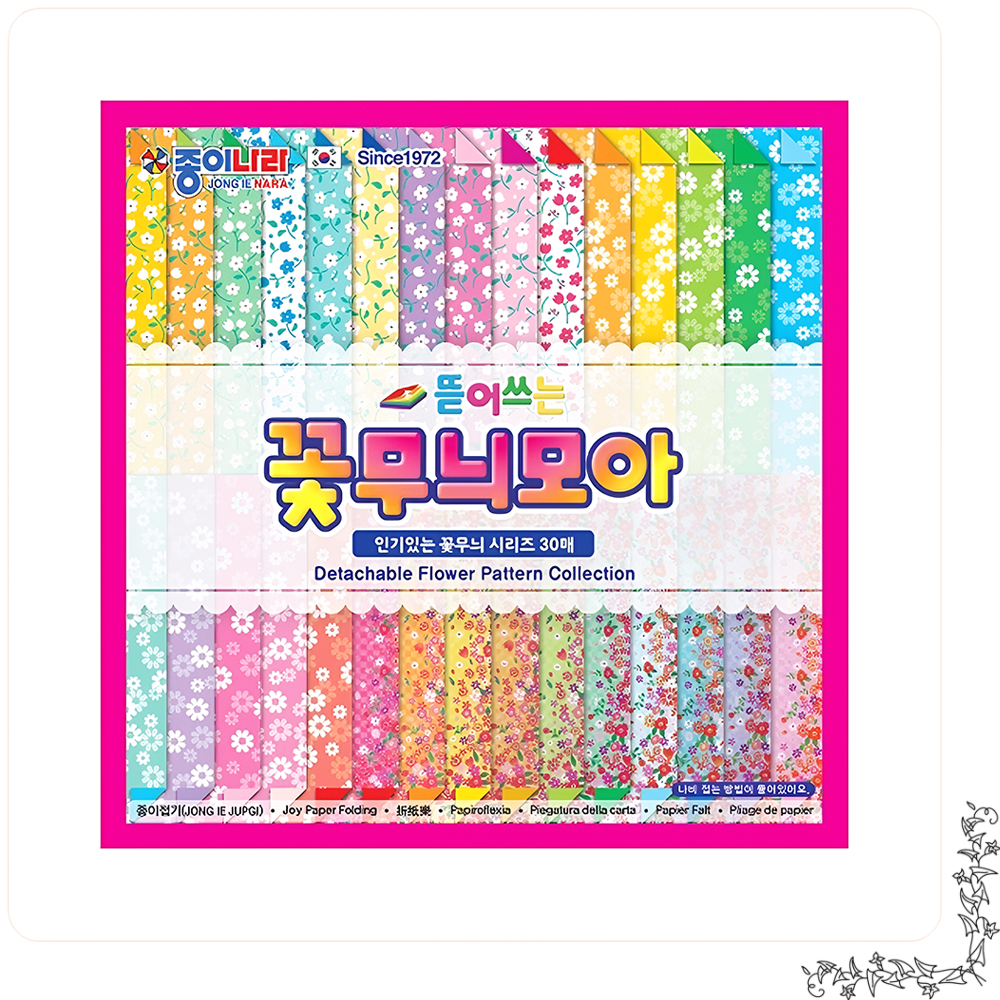 종이나라
JONG IE NARA
Since1972
뜯어쓰는
꽃무늬모아
인기있는 꽃무늬 시리즈 30매
Detachable Flower Pattern Collection
나비 접는 방법이 들어있어요.
종이접기(JONG IE JUPGI) • Joy Paper Folding • 折纸樂 • Papiroflexia • Piegatura della carta • Papier Falt • Pliage de papier